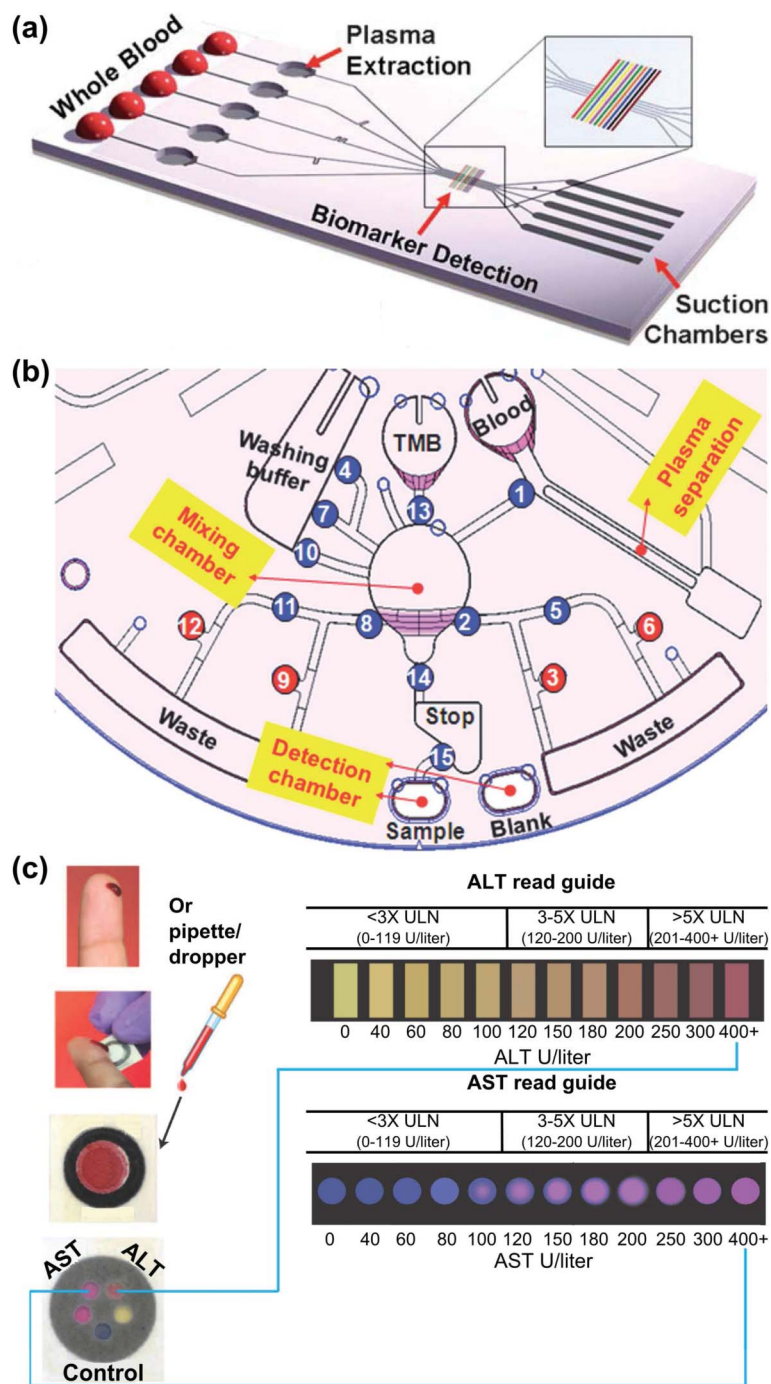 (a)
Whole Blood
Plasma
Extraction
Biomarker Detection
Suction
Chambers
(b)
Washing
buffer
TMB
Blood
Plasma
separation
Mixing
chamber
4
7
10
13
1
11
8
2
5
12
6
9
14
3
Waste
Stop
Waste
15
Detection
chamber
Sample
Blank
(c)
Or
pipette/
dropper
ALT read guide
<3X ULN 3-5X ULN >5X ULN
(0-119 U/liter) (120-200 U/liter) (201-400+ U/liter)
0 40 60 80 100 120 150 180 200 250 300 400+
ALT U/liter
AST read guide
<3X ULN 3-5X ULN >5X ULN
(0-119 U/liter) (120-200 U/liter) (201-400+ U/liter)
0 40 60 80 100 120 150 180 200 250 300 400+
AST U/liter
AST ALT
Control